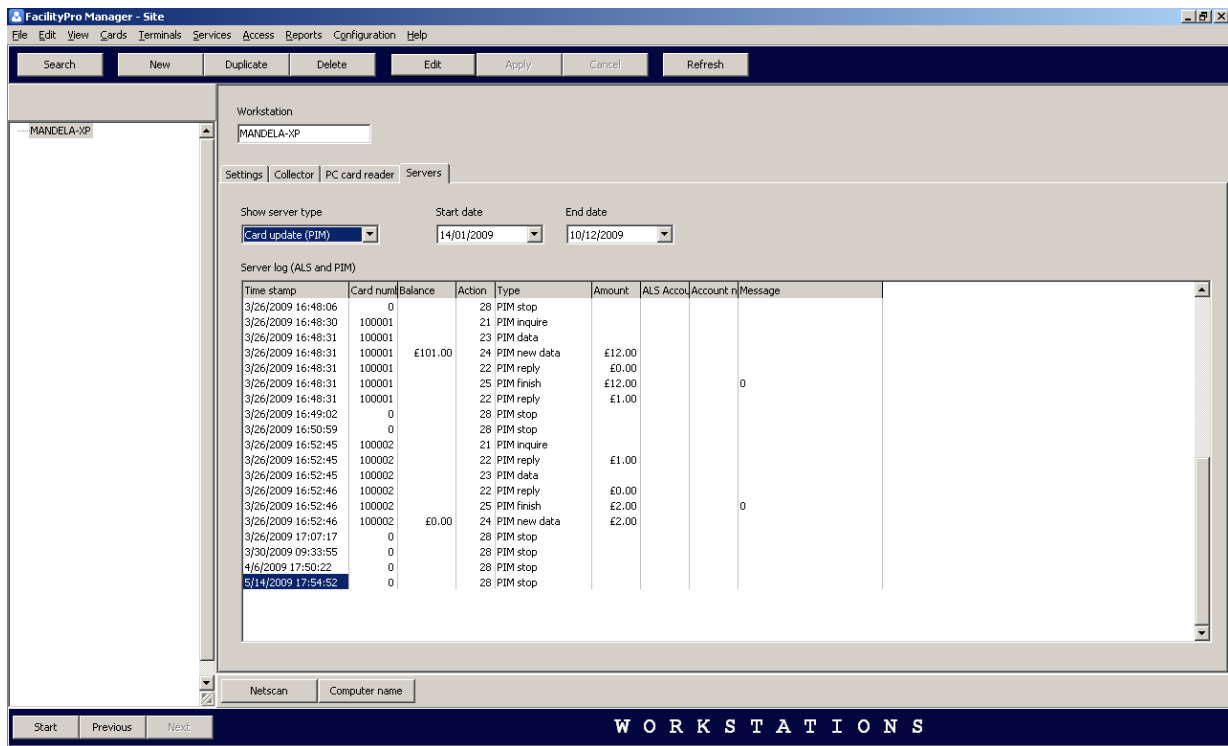 FacilityPro Manager - Site
File Edit View Cards Terminals Services Access Reports Configuration Help
Search New Duplicate Delete Edit Apply Cancel Refresh
Workstation
MANDELA-XP
MANDELA-XP
Settings Collector PC card reader Servers
Show server type Start date End date
Card update (PIM) 14/01/2009 10/12/2009
Server log (ALS and PIM)
Time stamp Card numb Balance Action Type Amount ALS Accou Account n Message
3/26/2009 16:48:06 0 28 PIM stop
3/26/2009 16:48:30 100001 21 PIM inquire
3/26/2009 16:48:31 100001 23 PIM data
3/26/2009 16:48:31 100001 £101.00 24 PIM new data £12.00
3/26/2009 16:48:31 100001 22 PIM reply £0.00
3/26/2009 16:48:31 100001 25 PIM finish £12.00 0
3/26/2009 16:48:31 100001 22 PIM reply £1.00
3/26/2009 16:49:02 0 28 PIM stop
3/26/2009 16:50:59 0 28 PIM stop
3/26/2009 16:52:45 100002 21 PIM inquire
3/26/2009 16:52:45 100002 22 PIM reply £1.00
3/26/2009 16:52:45 100002 23 PIM data
3/26/2009 16:52:46 100002 22 PIM reply £0.00
3/26/2009 16:52:46 100002 25 PIM finish £2.00 0
3/26/2009 16:52:46 100002 £0.00 24 PIM new data £2.00
3/26/2009 17:07:17 0 28 PIM stop
3/30/2009 09:33:55 0 28 PIM stop
4/6/2009 17:50:22 0 28 PIM stop
5/14/2009 17:54:52 0 28 PIM stop
Netscan Computer name
Start Previous Next WORKSTATIONS